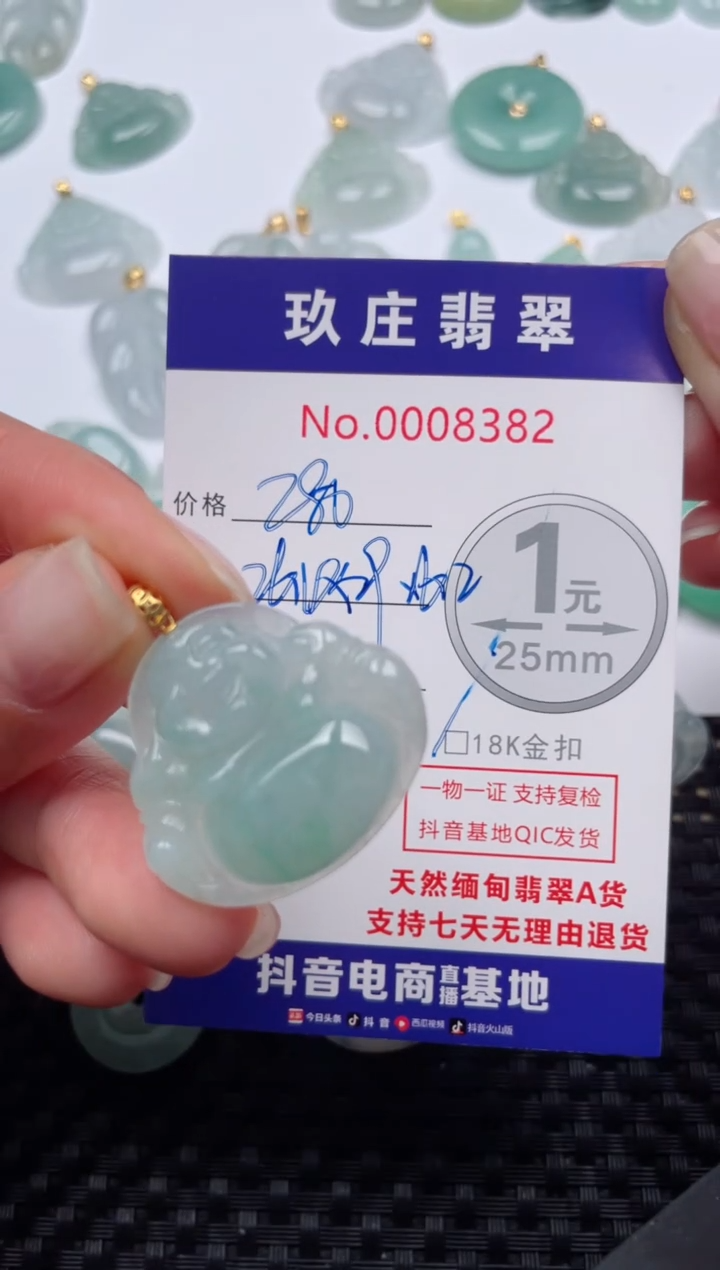 玖庄翡翠
No.0008382
价格
1元
25mm
□18K金扣
一物一证 支持复检
抖音基地QIC发货
天然缅甸翡翠A货
支持七天无理由退货
抖音电商直播基地
今日头条 抖音 西瓜视频 抖音火山版